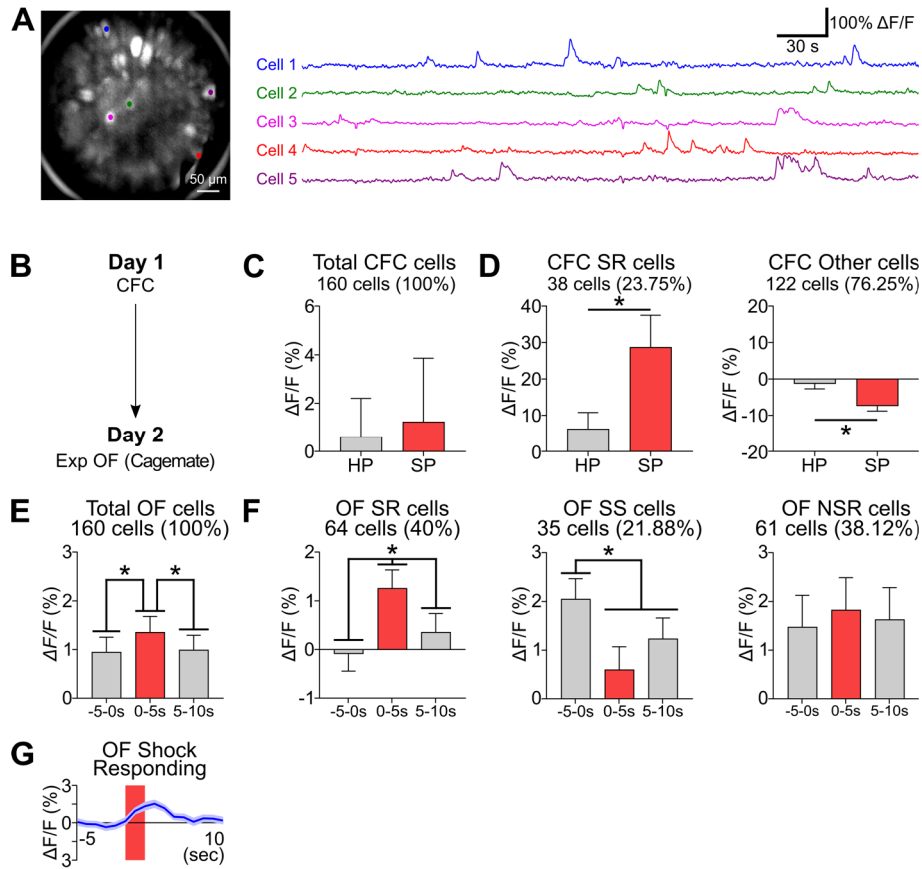 A
50 µm
100% ΔF/F
30 s
Cell 1
Cell 2
Cell 3
Cell 4
Cell 5
B
Day 1
CFC
Day 2
Exp OF (Cagemate)
C
Total CFC cells
160 cells (100%)
ΔF/F (%)
6
4
2
0
HP SP
D
CFC SR cells
38 cells (23.75%)
ΔF/F (%)
40
30
20
10
0
*
HP SP
CFC Other cells
122 cells (76.25%)
ΔF/F (%)
20
10
0
-10
-20
*
HP SP
E
Total OF cells
160 cells (100%)
ΔF/F (%)
3
2
1
0
* *
-5-0s 0-5s 5-10s
F
OF SR cells
64 cells (40%)
ΔF/F (%)
2
1
0
-1
*
-5-0s 0-5s 5-10s
OF SS cells
35 cells (21.88%)
ΔF/F (%)
3
2
1
0
*
-5-0s 0-5s 5-10s
OF NSR cells
61 cells (38.12%)
ΔF/F (%)
3
2
1
0
-5-0s 0-5s 5-10s
G
OF Shock
Responding
ΔF/F (%)
3
0
3
-5 10
(sec)